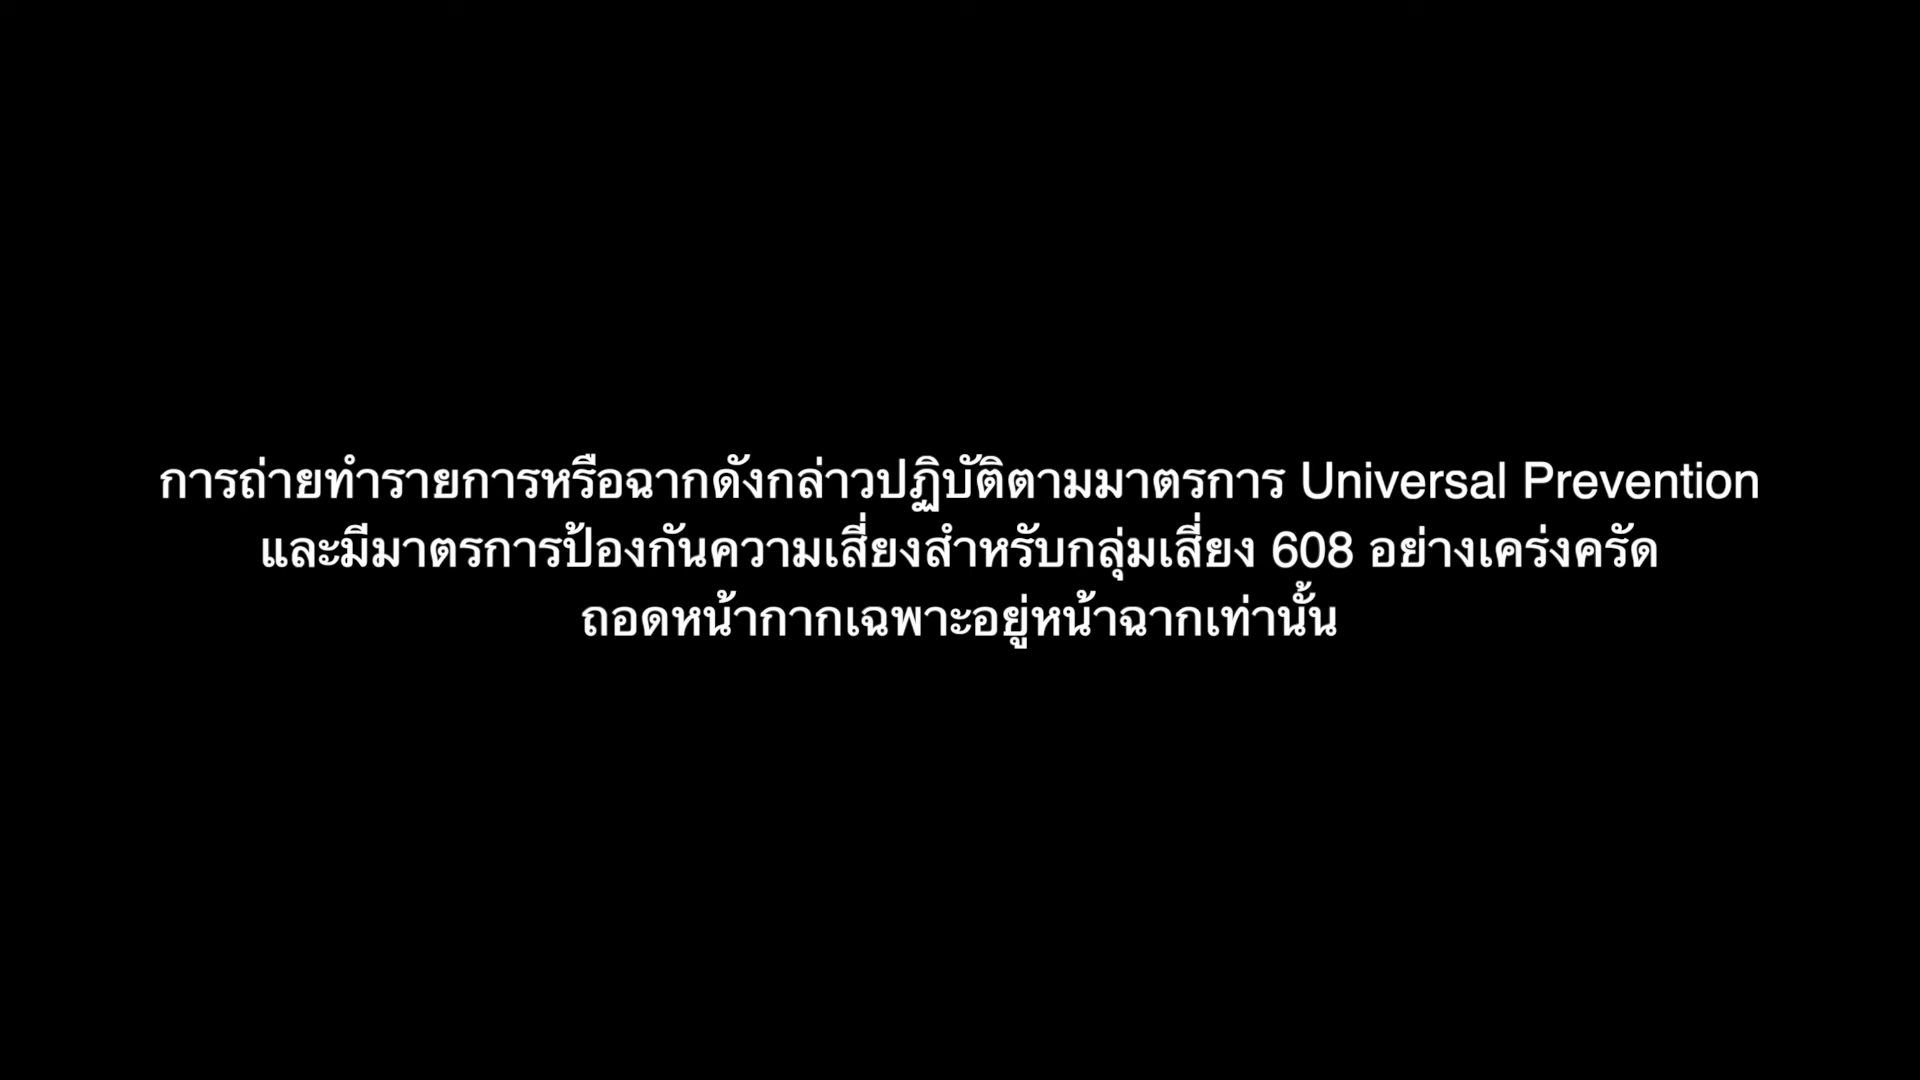 การถ่ายทำรายการหรือฉากดังกล่าวปฏิบัติตามมาตรการ Universal Prevention
และมีมาตรการป้องกันความเสี่ยงสำหรับกลุ่มเสี่ยง 608 อย่างเคร่งครัด
ถอดหน้ากากเฉพาะอยู่หน้าฉากเท่านั้น